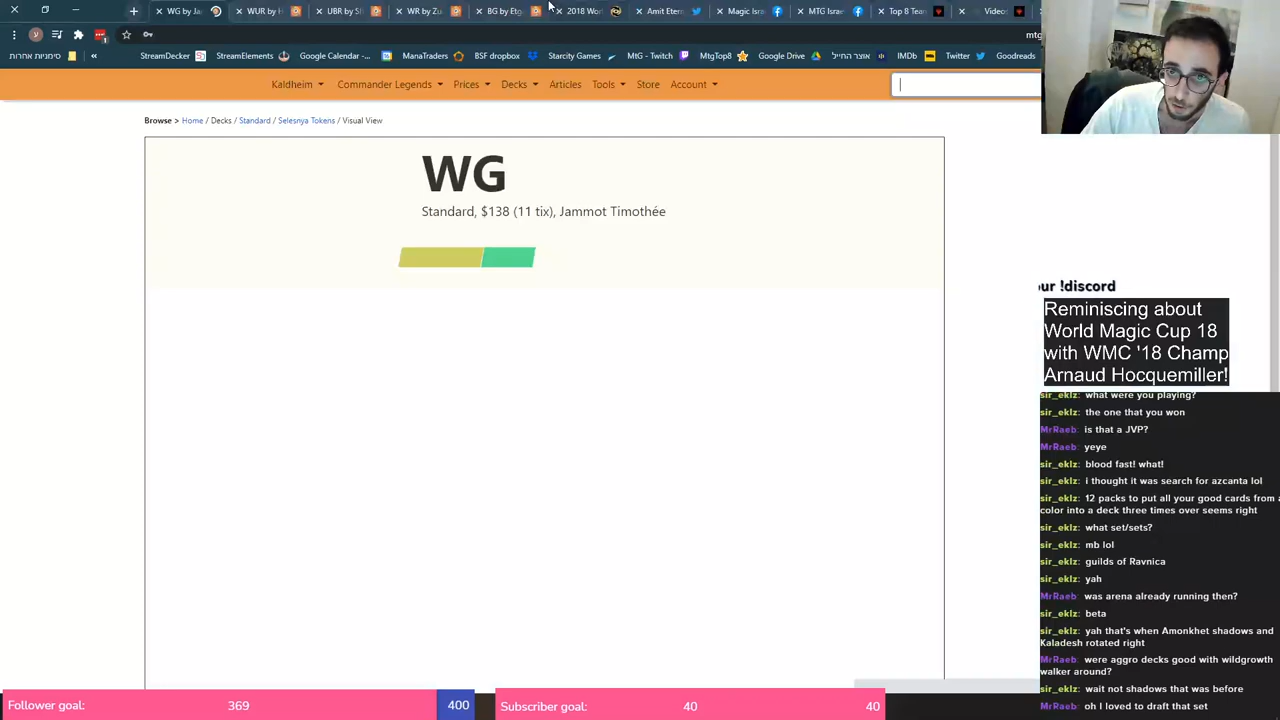 WG by Ja
WUR by H
UBR by S
WR by Zu
BG by Etg
2018 Wor
Amit Eter
Magic Isra
MTG Israe
Top 8 Tea
Videos
סימניות אחרות
StreamDecker
StreamElements
Google Calendar -...
ManaTraders
BSF dropbox
Starcity Games
MtG - Twitch
MtgTop8
Google Drive
אוצר החייל
IMDb
Twitter
Goodreads
mtg
Kaldheim
Commander Legends
Prices
Decks
Articles
Tools
Store
Account
Browse > Home / Decks / Standard / Selesnya Tokens / Visual View
WG
Standard, $138 (11 tix), Jammot Timothée
our !discord
Reminiscing about
World Magic Cup 18
with WMC '18 Champ
Arnaud Hocquemiller!
sir_eklz: what were you playing?
sir_eklz: the one that you won
MrRaeb: is that a JVP?
MrRaeb: yeye
sir_eklz: blood fast! what!
sir_eklz: i thought it was search for azcanta lol
sir_eklz: 12 packs to put all your good cards from a
color into a deck three times over seems right
sir_eklz: what set/sets?
sir_eklz: mb lol
sir_eklz: guilds of Ravnica
sir_eklz: yah
MrRaeb: was arena already running then?
sir_eklz: beta
sir_eklz: yah that's when Amonkhet shadows and
Kaladesh rotated right
MrRaeb: were aggro decks good with wildgrowth
walker around?
sir_eklz: wait not shadows that was before
MrRaeb: oh I loved to draft that set
Follower goal: 369 400
Subscriber goal: 40 40